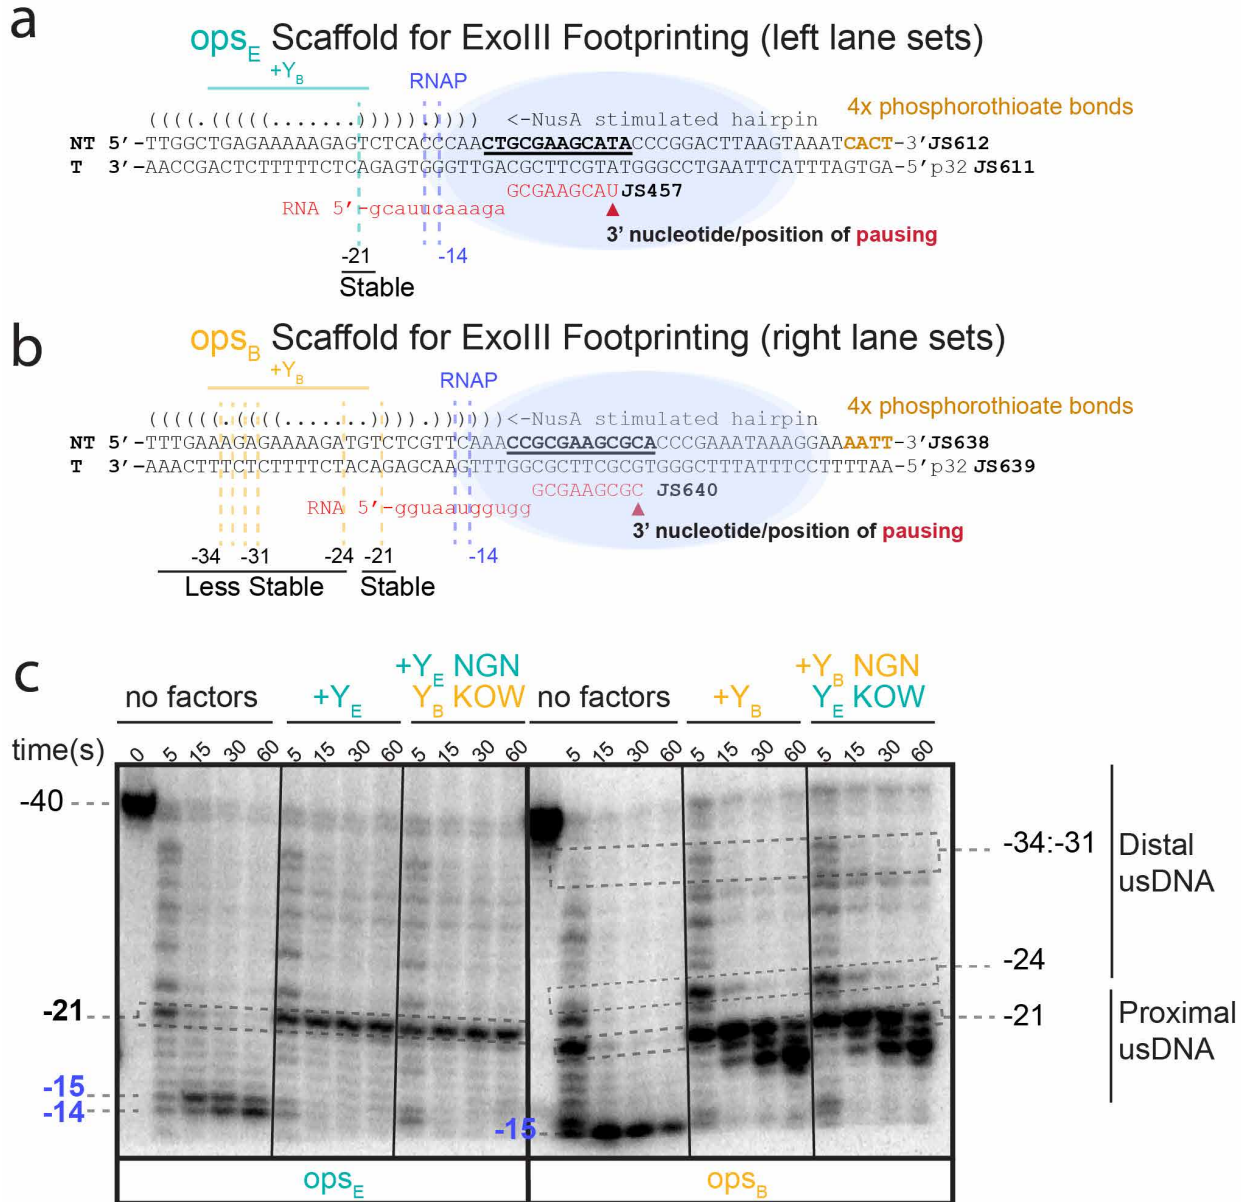 a
opsE Scaffold for ExoIII Footprinting (left lane sets)
+YB
RNAP
4x phosphorothioate bonds
((((.(((((.......))))).)))) <-NusA stimulated hairpin
NT 5′-TTGGCTGAGAAAAAGAGTCTCACCCAACTGCGAAGCATACCCGGACTTAAGTAAATCACT-3′JS612
T 3′-AACCGACTCTTTTTCTCAGAGTGGGTTGACGCTTCGTATGGGCCTGAATTCATTTAGTGA-5′p32 JS611
GCGAAGCAU JS457
RNA 5′-gcauucaaaga
3’ nucleotide/position of pausing
-21
-14
Stable
b
opsB Scaffold for ExoIII Footprinting (right lane sets)
+YB
RNAP
4x phosphorothioate bonds
((((((.((((.......)))).))))))<-NusA stimulated hairpin
NT 5′-TTTGAAAGAGAAAAGATGTCTCGTTCAAACCGCGAAGCGCACCCGAAATAAAGGAAAATT-3′JS638
T 3′-AAACTTTCTCTTTTCTACAGAGCAAGTTTGGCGCTTCGCGTGGGCTTTATTTCCTTTTAA-5′p32 JS639
GCGAAGCGC JS640
RNA 5′-gguaauggugg
3’ nucleotide/position of pausing
-34 -31 -24 -21 -14
Less Stable Stable
c
no factors
+YE
+YE NGN
YB KOW
no factors
+YB
+YB NGN
YE KOW
time(s) 0 5 15 30 60 5 15 30 60 5 15 30 60 5 15 30 60 5 15 30 60 5 15 30 60
-40
-34:-31
Distal
usDNA
-24
-21
-21
Proximal
usDNA
-15
-14
-15
opsE
opsB